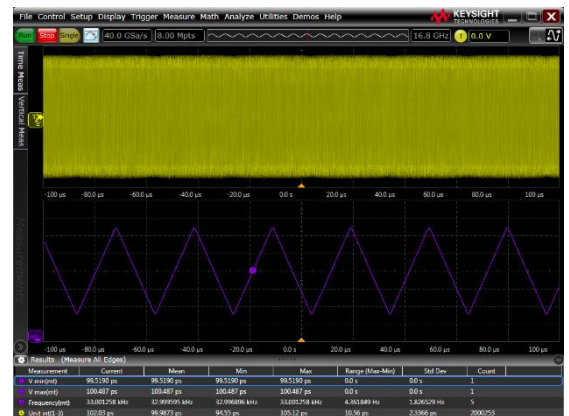 File Control Setup Display Trigger Measure Math Analyze Utilities Demos Help
KEYSIGHT
TECHNOLOGIES
Run Stop Single 40.0 GSa/s 8.00 Mpts 16.8 GHz T 0.0 V
Time Meas
Vertical Meas
-100 µs -80.0 µs -60.0 µs -40.0 µs -20.0 µs 0.0 s 20.0 µs 40.0 µs 60.0 µs 80.0 µs 100 µs
Measurements
-100 µs -80.0 µs -60.0 µs -40.0 µs -20.0 µs 0.0 s 20.0 µs 40.0 µs 60.0 µs 80.0 µs 100 µs
Results (Measure All Edges)
Measurement Current Mean Min Max Range (Max-Min) Std Dev Count
V min(mt) 99.5190 ps 99.5190 ps 99.5190 ps 99.5190 ps 0.0 s 0.0 s 1
V max(mt) 100.487 ps 100.487 ps 100.487 ps 100.487 ps 0.0 s 0.0 s 1
Frequency(mt) 33.001258 kHz 32.999595 kHz 32.996896 kHz 33.001258 kHz 4.361849 Hz 1.826529 Hz 5
Unit int(1-3) 102.03 ps 99.9873 ps 94.55 ps 105.12 ps 10.56 ps 2.3366 ps 2000253